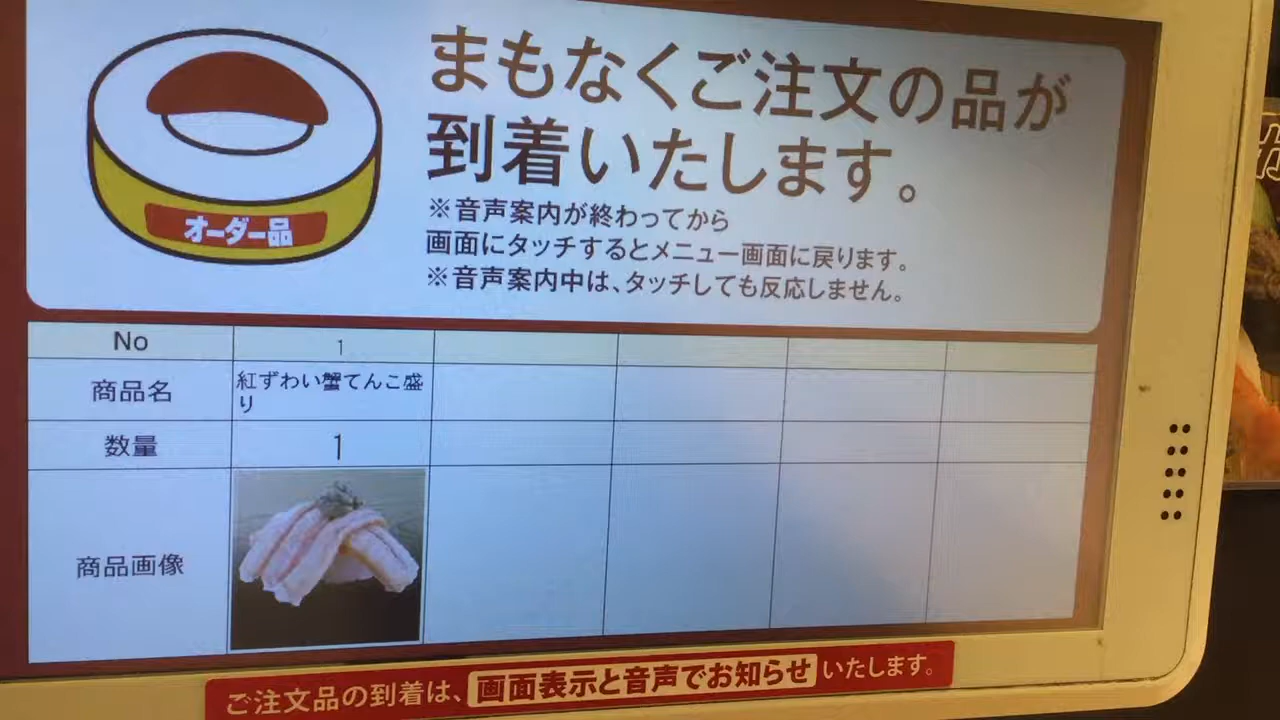 まもなくご注文の品が
到着いたします。
※音声案内が終わってから
画面にタッチするとメニュー画面に戻ります。
※音声案内中は、タッチしても反応しません。
オーダー品
No 1
商品名 紅ずわい蟹てんこ盛
り
数量 1
商品画像
ご注文品の到着は、画面表示と音声でお知らせいたします。